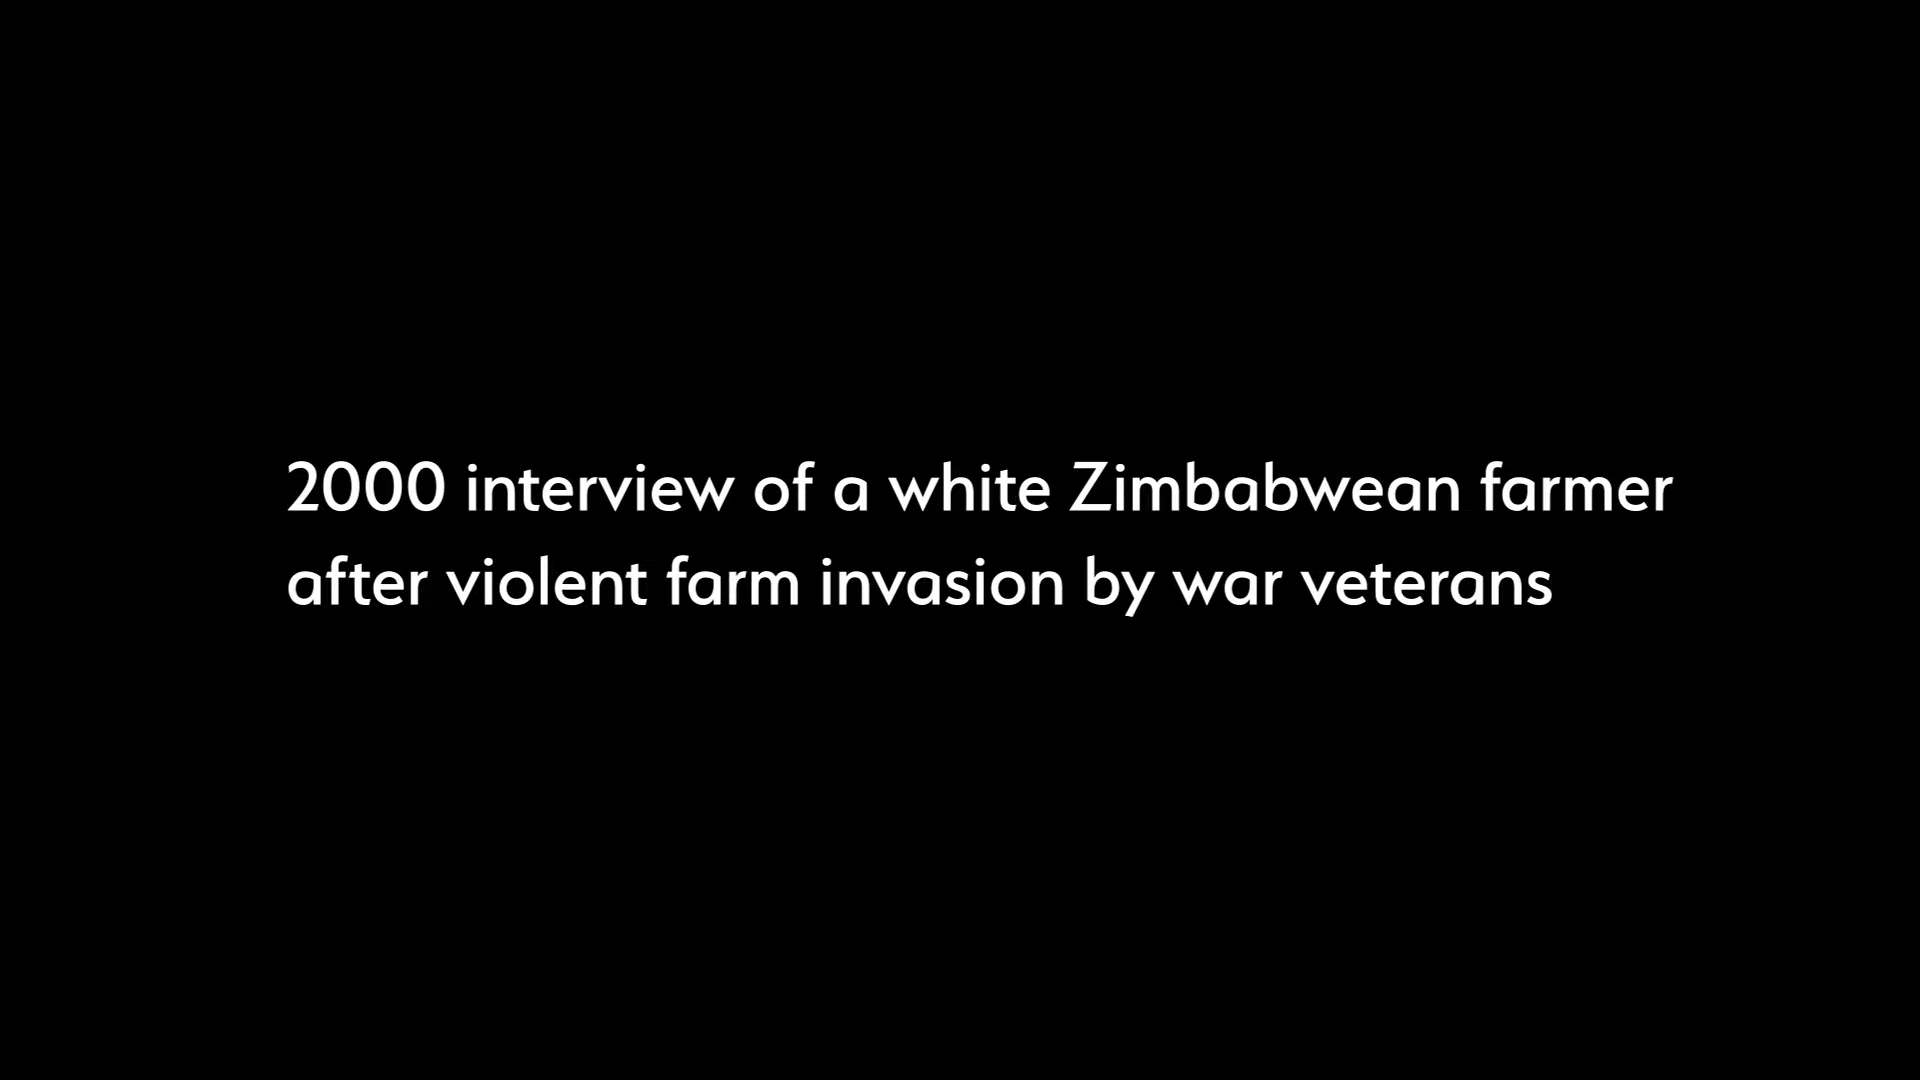 2000 interview of a white Zimbabwean farmer
after violent farm invasion by war veterans